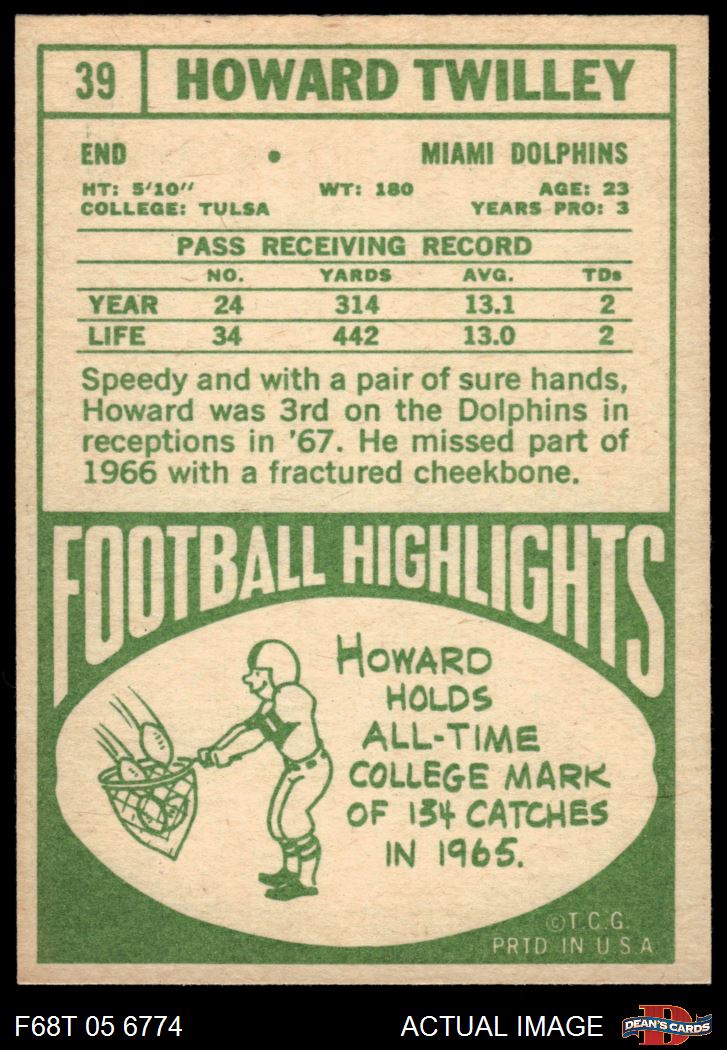 39 HOWARD TWILLEY
END • MIAMI DOLPHINS
HT: 5'10" WT: 180 AGE: 23
COLLEGE: TULSA YEARS PRO: 3
PASS RECEIVING RECORD
NO. YARDS AVG. TDs
YEAR 24 314 13.1 2
LIFE 34 442 13.0 2
Speedy and with a pair of sure hands,
Howard was 3rd on the Dolphins in
receptions in '67. He missed part of
1966 with a fractured cheekbone.
FOOTBALL HIGHLIGHTS
HOWARD
HOLDS
ALL-TIME
COLLEGE MARK
OF 134 CATCHES
IN 1965.
©T.C.G.
PRTD IN U.S.A
F68T 05 6774 ACTUAL IMAGE D DEAN'S CARDS